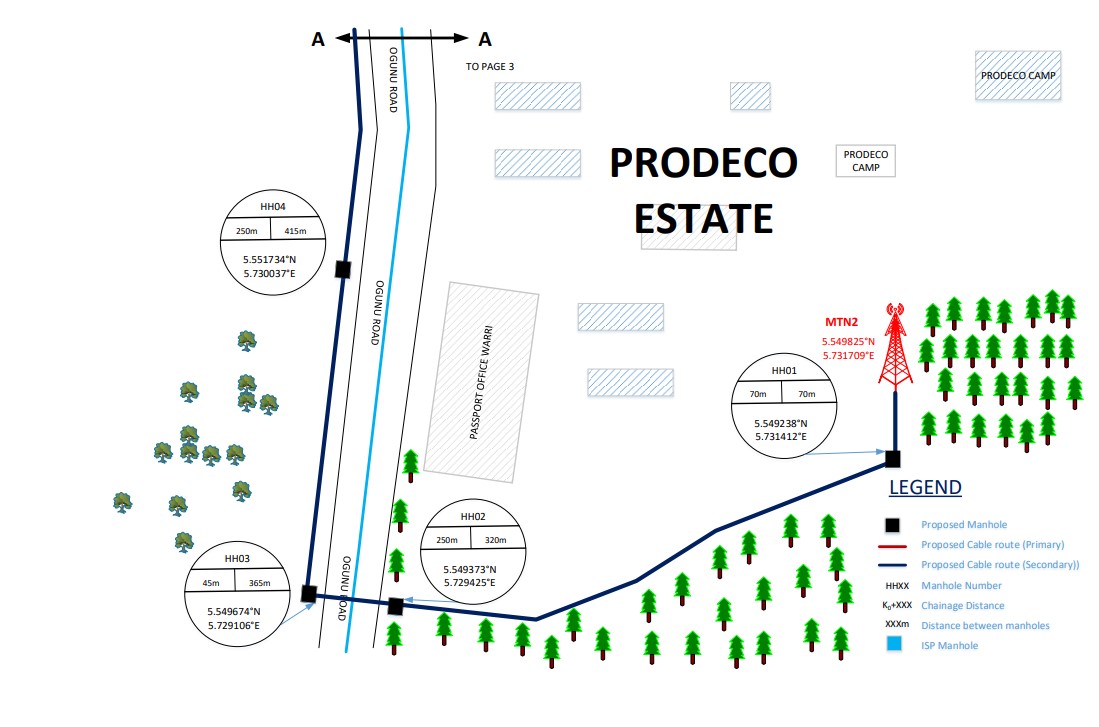 A
A
TO PAGE 3
OGUNU ROAD
PRODECO CAMP
PRODECO
ESTATE
PRODECO
CAMP
HH04
250m 415m
5.551734°N
5.730037°E
OGUNU ROAD
PASSPORT OFFICE WARRI
MTN2
5.549825°N
5.731709°E
HH01
70m 70m
5.549238°N
5.731412°E
LEGEND
Proposed Manhole
Proposed Cable route (Primary)
Proposed Cable route (Secondary))
HHXX Manhole Number
K₀+XXX Chainage Distance
XXXm Distance between manholes
ISP Manhole
HH02
250m 320m
5.549373°N
5.729425°E
HH03
45m 365m
5.549674°N
5.729106°E
OGUNU ROAD